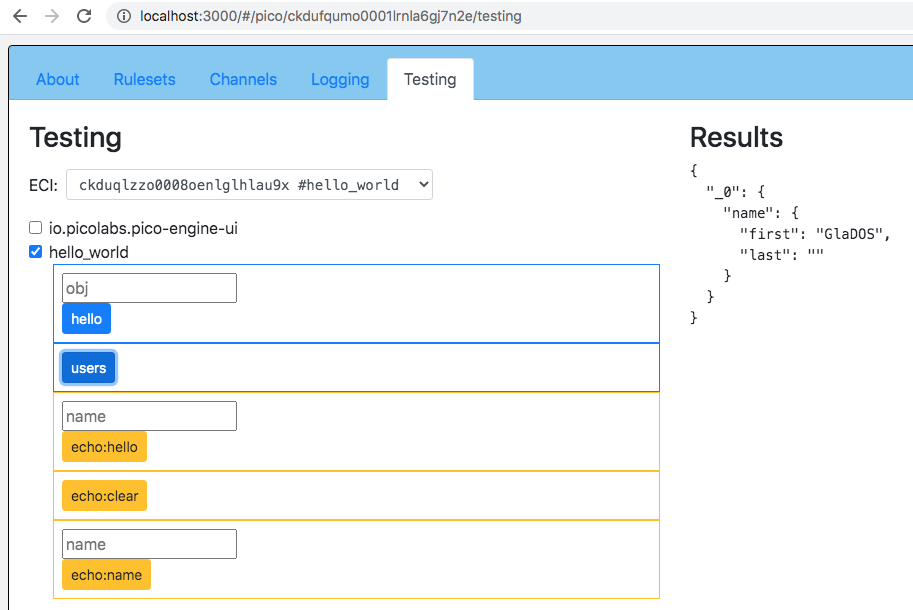 localhost:3000/#/pico/ckdufqumo0001lrnla6gj7n2e/testing
About Rulesets Channels Logging Testing
Testing
ECI: ckduqlzzo0008oenlglhlau9x #hello_world
io.picolabs.pico-engine-ui
hello_world
obj
hello
users
name
echo:hello
echo:clear
name
echo:name
Results
{
  "_0": {
    "name": {
      "first": "GlaDOS",
      "last": ""
    }
  }
}